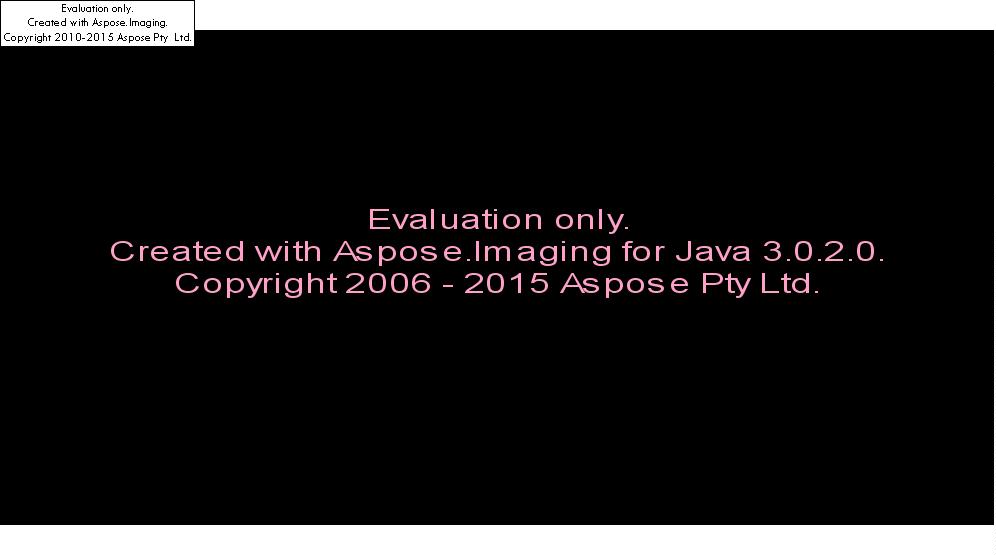 Evaluation only.
Created with Aspose.Imaging.
Copyright 2010-2015 Aspose Pty Ltd.
Evaluation only.
Created with Aspose.Imaging for Java 3.0.2.0.
Copyright 2006 - 2015 Aspose Pty Ltd.